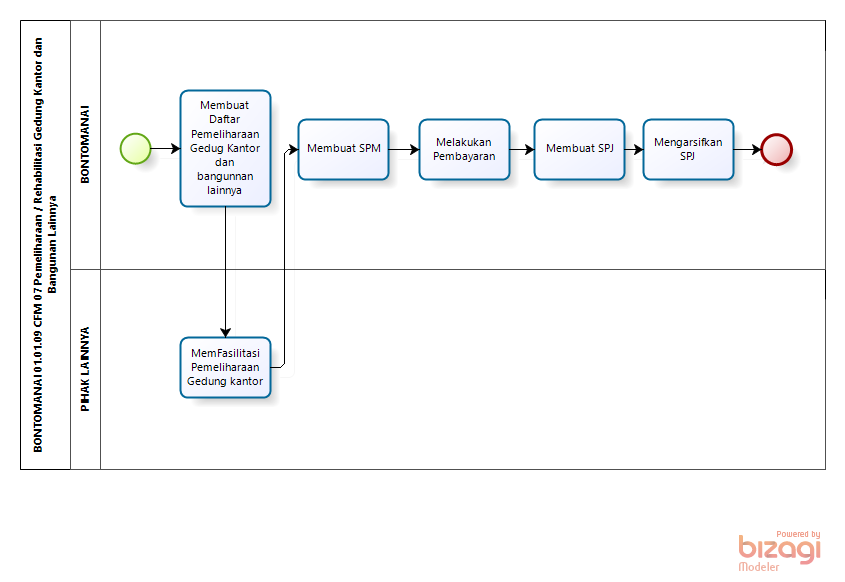 BONTOMANAI 01.01.09 CFM 07 Pemeliharaan / Rehabilitasi Gedung Kantor dan
Bangunan Lainnya
BONTOMANAI
Membuat
Daftar
Pemeliharaan
Gedug Kantor
dan
bangunnan
lainnya
Membuat SPM
Melakukan
Pembayaran
Membuat SPJ
Mengarsifkan
SPJ
PIHAK LAINNYA
MemFasilitasi
Pemeliharaan
Gedung kantor
Powered by
bizagi
Modeler